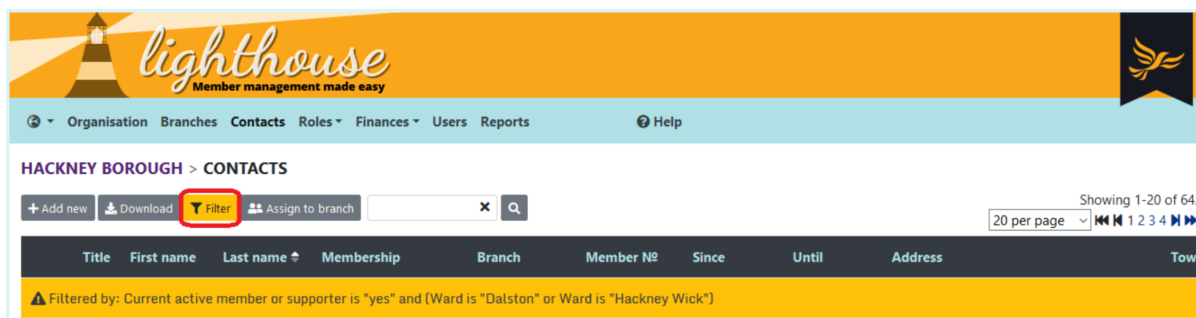 lighthouse
Member management made easy
Organisation Branches Contacts Roles Finances Users Reports Help
HACKNEY BOROUGH > CONTACTS
Add new Download Filter Assign to branch
Showing 1-20 of 64.
20 per page 1 2 3 4
Title First name Last name Membership Branch Member Nº Since Until Address Tow
Filtered by: Current active member or supporter is "yes" and (Ward is "Dalston" or Ward is "Hackney Wick")